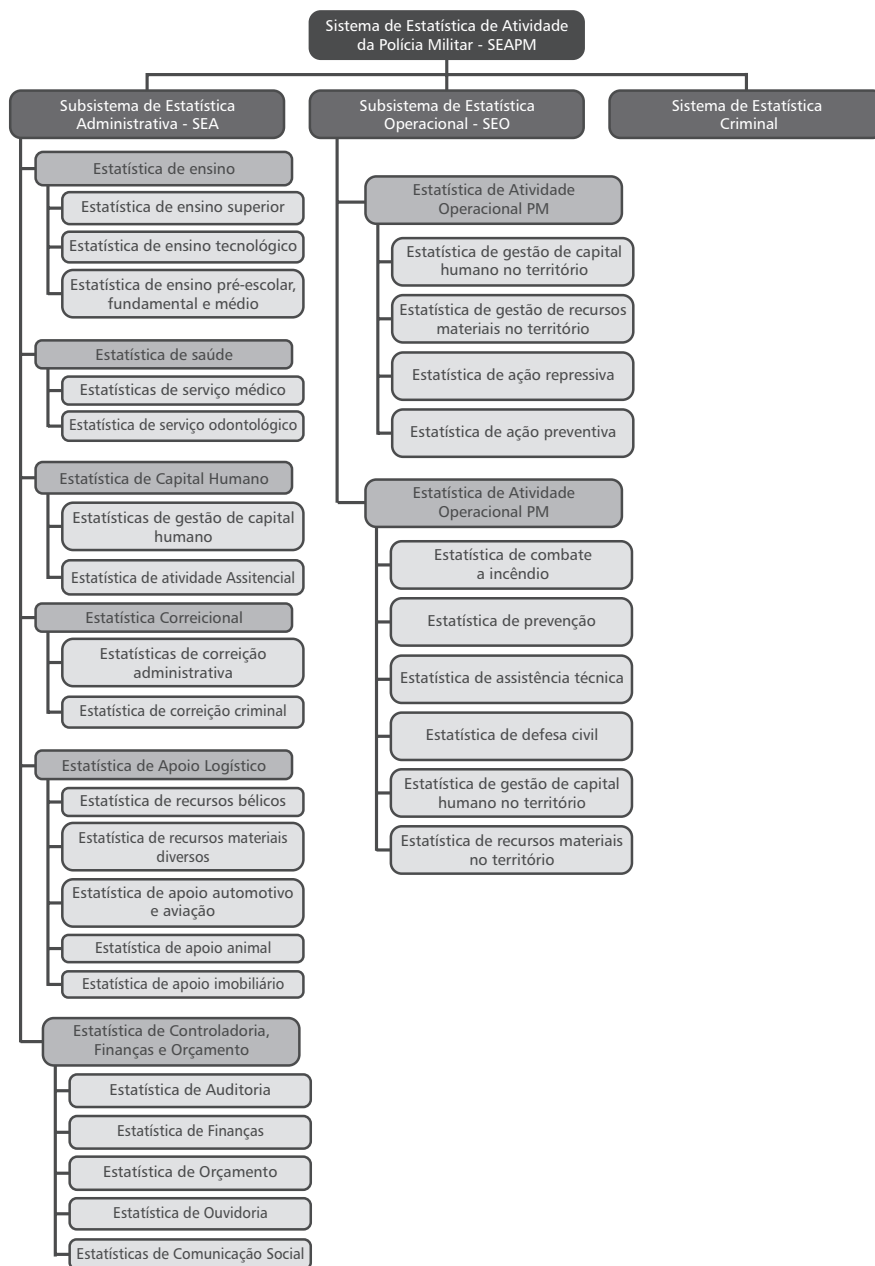 Sistema de Estatística de Atividade
da Polícia Militar - SEAPM
Subsistema de Estatística
Administrativa - SEA
Estatística de ensino
Estatística de ensino superior
Estatística de ensino tecnológico
Estatística de ensino pré-escolar,
fundamental e médio
Estatística de saúde
Estatísticas de serviço médico
Estatística de serviço odontológico
Estatística de Capital Humano
Estatísticas de gestão de capital
humano
Estatística de atividade Assitencial
Estatística Correicional
Estatísticas de correição
administrativa
Estatística de correição criminal
Estatística de Apoio Logístico
Estatística de recursos bélicos
Estatística de recursos materiais
diversos
Estatística de apoio automotivo
e aviação
Estatística de apoio animal
Estatística de apoio imobiliário
Estatística de Controladoria,
Finanças e Orçamento
Estatística de Auditoria
Estatística de Finanças
Estatística de Orçamento
Estatística de Ouvidoria
Estatísticas de Comunicação Social
Subsistema de Estatística
Operacional - SEO
Estatística de Atividade
Operacional PM
Estatística de gestão de capital
humano no território
Estatística de gestão de recursos
materiais no território
Estatística de ação repressiva
Estatística de ação preventiva
Estatística de Atividade
Operacional PM
Estatística de combate
a incêndio
Estatística de prevenção
Estatística de assistência técnica
Estatística de defesa civil
Estatística de gestão de capital
humano no território
Estatística de recursos materiais
no território
Sistema de Estatística
Criminal